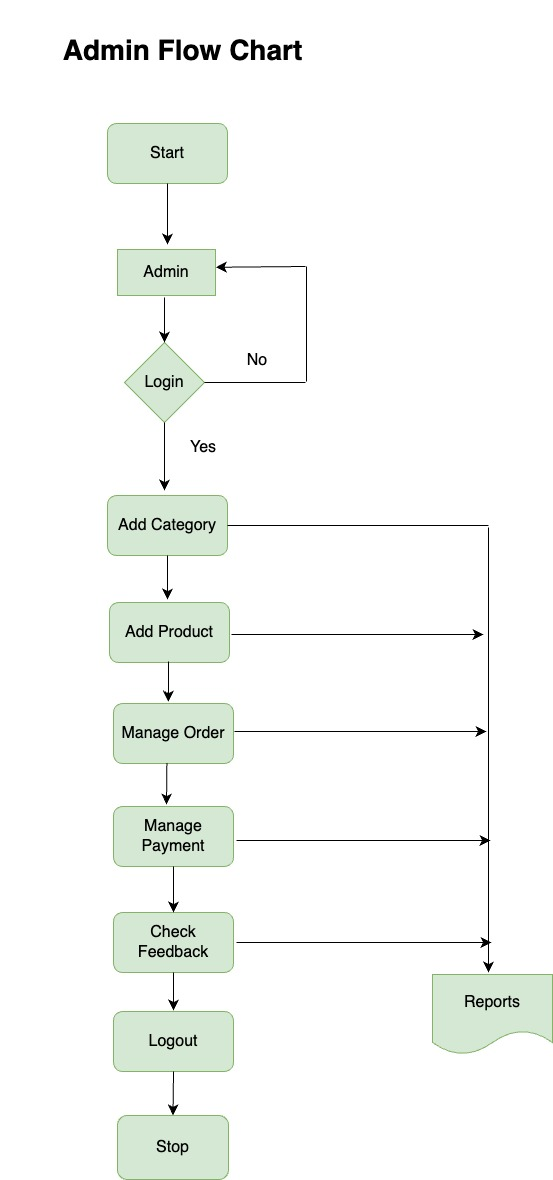 Admin Flow Chart
Start
Admin
No
Login
Yes
Add Category
Add Product
Manage Order
Manage
Payment
Check
Feedback
Reports
Logout
Stop